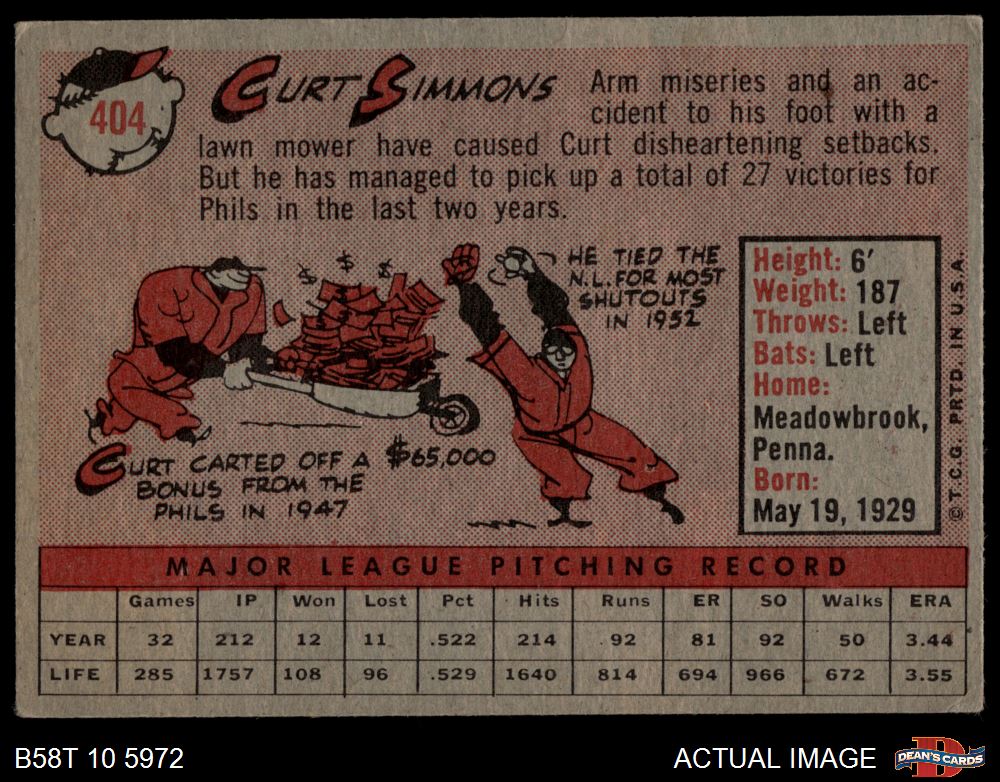 404
CURT SIMMONS
Arm miseries and an ac-
cident to his foot with a
lawn mower have caused Curt disheartening setbacks.
But he has managed to pick up a total of 27 victories for
Phils in the last two years.
HE TIED THE
N.L. FOR MOST
SHUTOUTS
IN 1952
$ $ $
CURT CARTED OFF A $65,000
BONUS FROM THE
PHILS IN 1947
Height: 6'
Weight: 187
Throws: Left
Bats: Left
Home:
Meadowbrook,
Penna.
Born:
May 19, 1929
© T.C.G. PRTD. IN U.S.A.
MAJOR LEAGUE PITCHING RECORD
Games IP Won Lost Pct Hits Runs ER SO Walks ERA
YEAR 32 212 12 11 .522 214 92 81 92 50 3.44
LIFE 285 1757 108 96 .529 1640 814 694 966 672 3.55
B58T 10 5972
ACTUAL IMAGE
D
DEAN'S CARDS